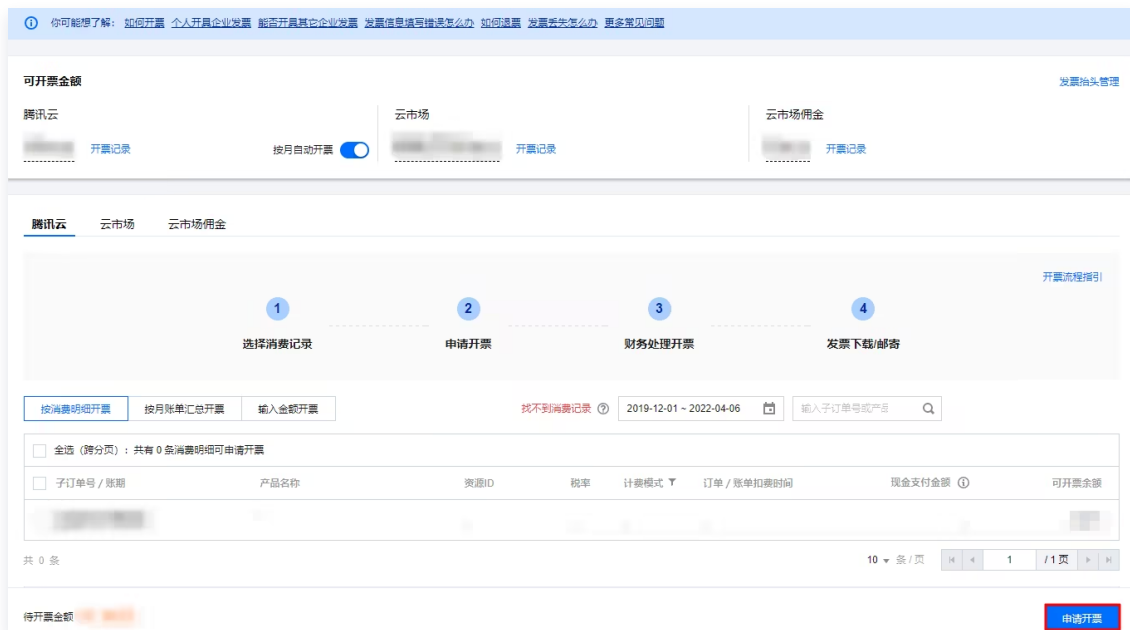 你可能想了解： 如何开票 个人开具企业发票 能否开具其它企业发票 发票信息填写错误怎么办 如何退票 发票丢失怎么办 更多常见问题
可开票金额 发票抬头管理
腾讯云 云市场 云市场佣金
开票记录 按月自动开票 开票记录 开票记录
腾讯云 云市场 云市场佣金
开票流程指引
1 2 3 4
选择消费记录 申请开票 财务处理开票 发票下载/邮寄
按消费明细开票 按月账单汇总开票 输入金额开票 找不到消费记录 2019-12-01 ~ 2022-04-06 输入子订单号或产品
全选（跨分页）：共有 0 条消费明细可申请开票
子订单号 / 账期 产品名称 资源ID 税率 计费模式 订单 / 账单扣费时间 现金支付金额 可开票余额
共 0 条 10 条 / 页 1 / 1 页
待开票金额 申请开票